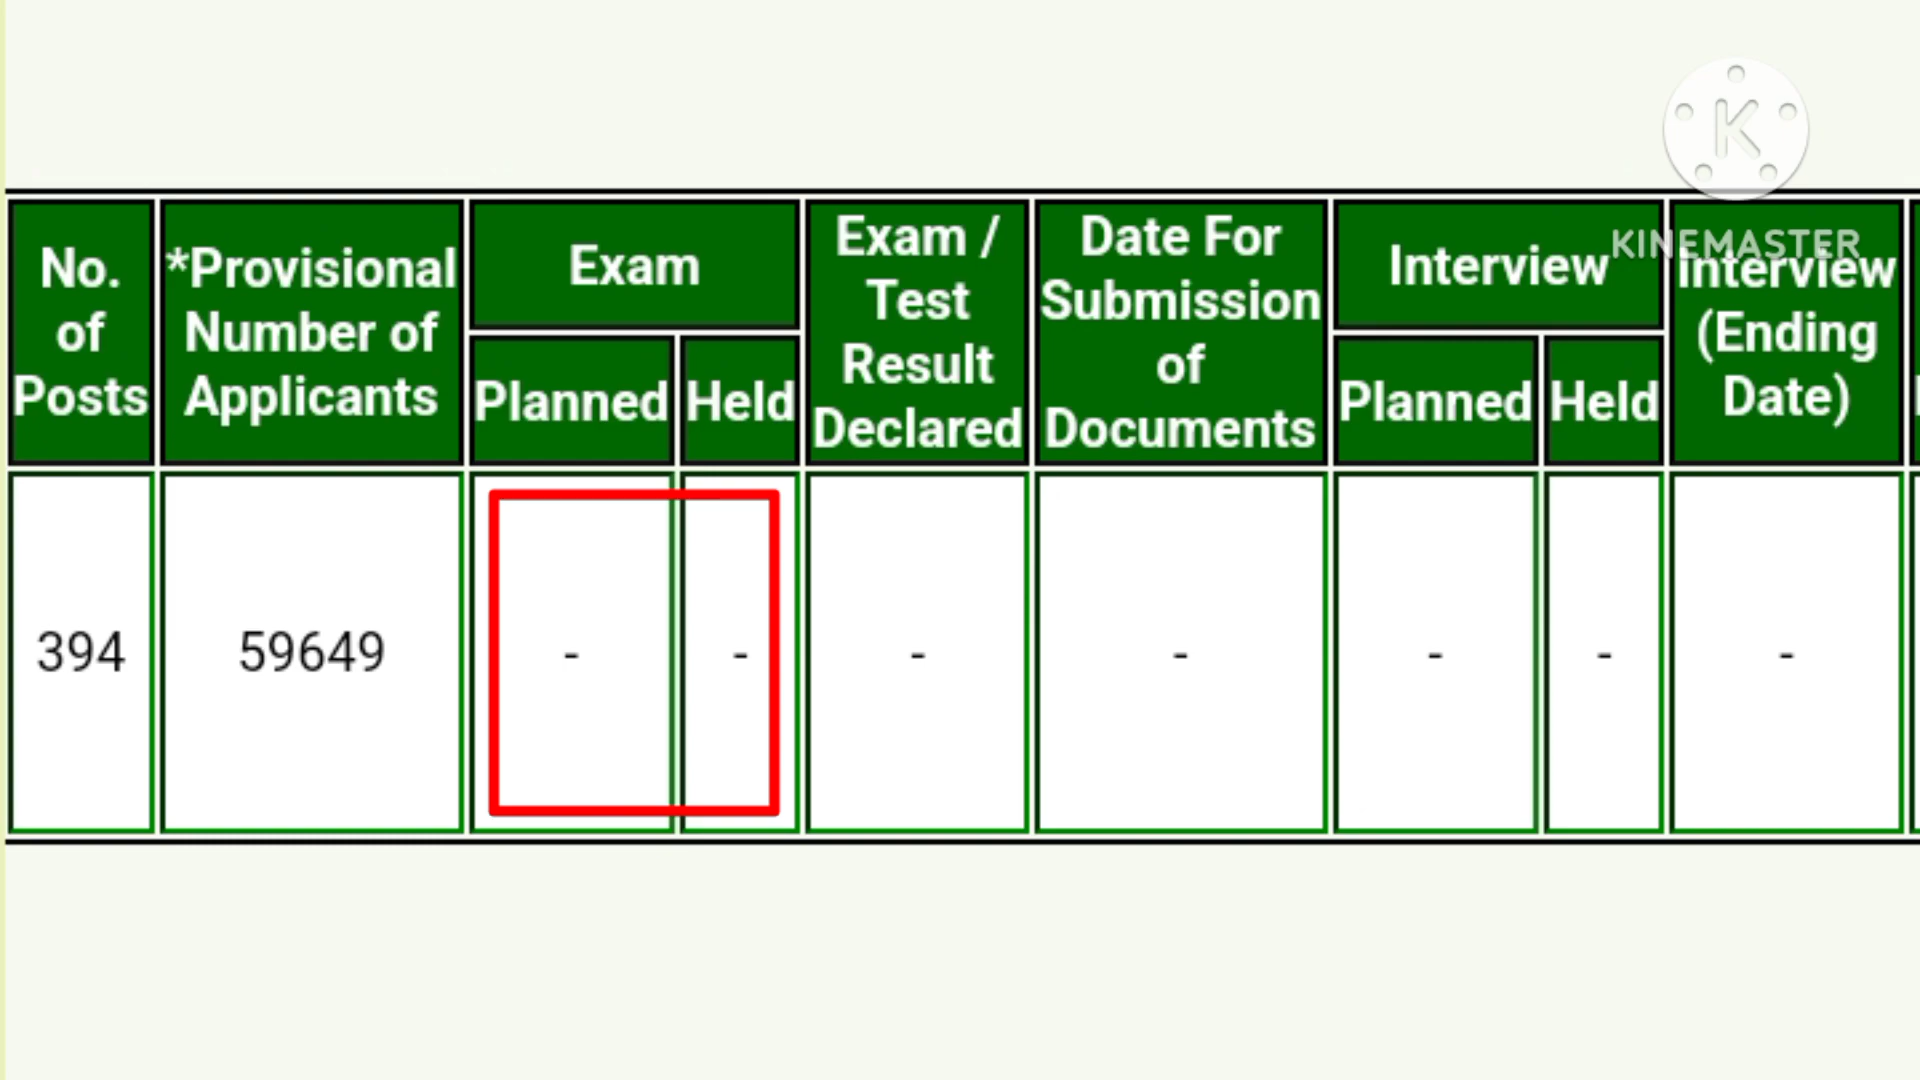 K
KINEMASTER
No.
of
Posts
*Provisional
Number of
Applicants
Exam
Planned
Held
Exam /
Test
Result
Declared
Date For
Submission
of
Documents
Interview
Planned
Held
Interview
(Ending
Date)
394
59649
-
-
-
-
-
-
-